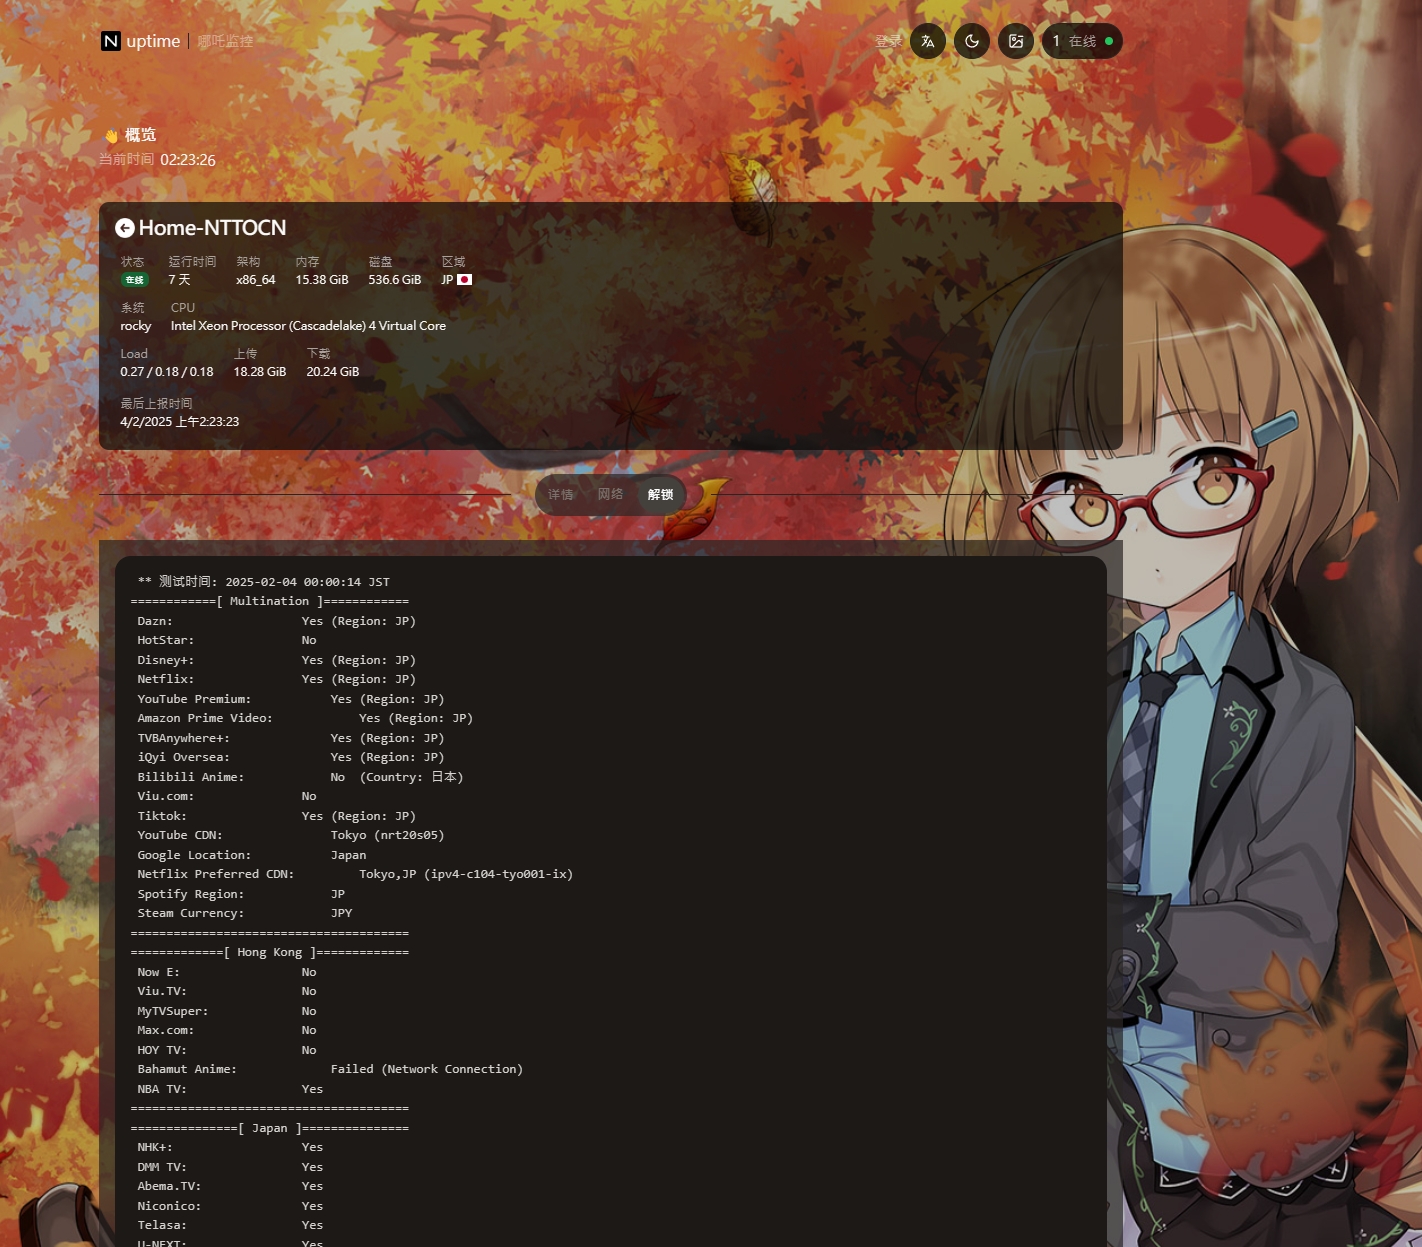 N uptime 哪吒监控 登录 1 在线
👋 概览
当前时间 02:23:26
Home-NTTOCN
状态 运行时间 架构 内存 磁盘 区域
在线 7 天 x86_64 15.38 GiB 536.6 GiB JP
系统 CPU
rocky Intel Xeon Processor (Cascadelake) 4 Virtual Core
Load 上传 下载
0.27 / 0.18 / 0.18 18.28 GiB 20.24 GiB
最后上报时间
4/2/2025 上午2:23:23
详情 网络 解锁
** 测试时间: 2025-02-04 00:00:14 JST
============[ Multination ]============
Dazn: Yes (Region: JP)
HotStar: No
Disney+: Yes (Region: JP)
Netflix: Yes (Region: JP)
YouTube Premium: Yes (Region: JP)
Amazon Prime Video: Yes (Region: JP)
TVBAnywhere+: Yes (Region: JP)
iQyi Oversea: Yes (Region: JP)
Bilibili Anime: No (Country: 日本)
Viu.com: No
Tiktok: Yes (Region: JP)
YouTube CDN: Tokyo (nrt20s05)
Google Location: Japan
Netflix Preferred CDN: Tokyo,JP (ipv4-c104-tyo001-ix)
Spotify Region: JP
Steam Currency: JPY
=======================================
=============[ Hong Kong ]=============
Now E: No
Viu.TV: No
MyTVSuper: No
Max.com: No
HOY TV: No
Bahamut Anime: Failed (Network Connection)
NBA TV: Yes
=======================================
===============[ Japan ]===============
NHK+: Yes
DMM TV: Yes
Abema.TV: Yes
Niconico: Yes
Telasa: Yes
U-NEXT: Yes